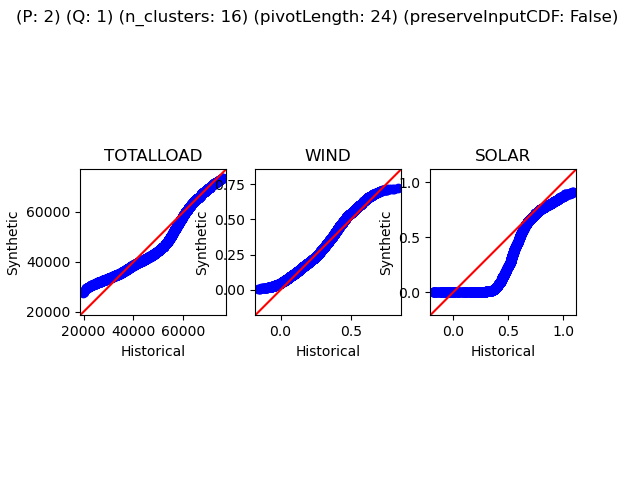 (P: 2) (Q: 1) (n_clusters: 16) (pivotLength: 24) (preserveInputCDF: False)
TOTALLOAD
Synthetic
60000
40000
20000
20000 40000 60000
Historical
WIND
Synthetic
0.75
0.50
0.25
0.00
0.0 0.5
Historical
SOLAR
Synthetic
1.0
0.5
0.0
0.0 0.5 1.0
Historical